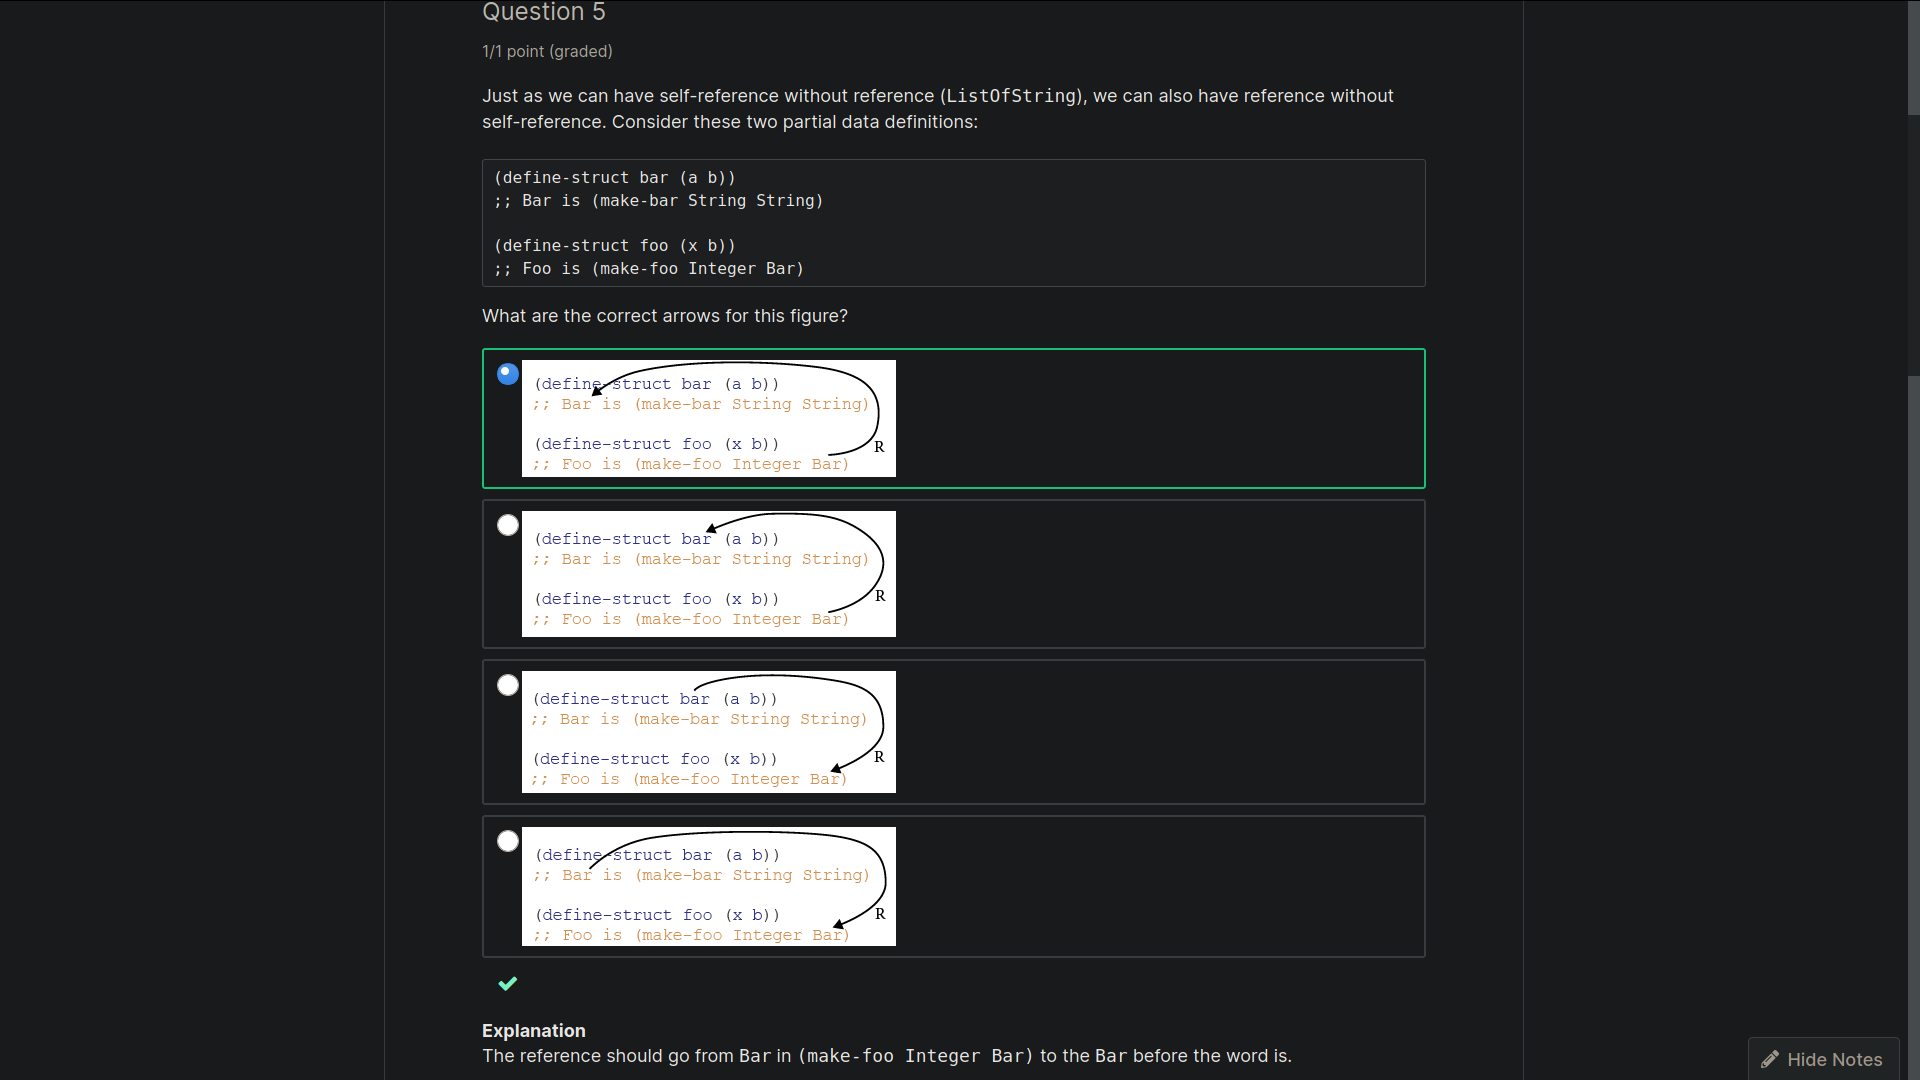 Question 5
1/1 point (graded)
Just as we can have self-reference without reference (ListOfString), we can also have reference without
self-reference. Consider these two partial data definitions:
(define-struct bar (a b))
;; Bar is (make-bar String String)
(define-struct foo (x b))
;; Foo is (make-foo Integer Bar)
What are the correct arrows for this figure?
(define-struct bar (a b))
;; Bar is (make-bar String String)
(define-struct foo (x b))
R
;; Foo is (make-foo Integer Bar)
(define-struct bar (a b))
;; Bar is (make-bar String String)
(define-struct foo (x b))
R
;; Foo is (make-foo Integer Bar)
(define-struct bar (a b))
;; Bar is (make-bar String String)
(define-struct foo (x b))
R
;; Foo is (make-foo Integer Bar)
(define-struct bar (a b))
;; Bar is (make-bar String String)
(define-struct foo (x b))
R
;; Foo is (make-foo Integer Bar)
Explanation
The reference should go from Bar in (make-foo Integer Bar) to the Bar before the word is.
Hide Notes